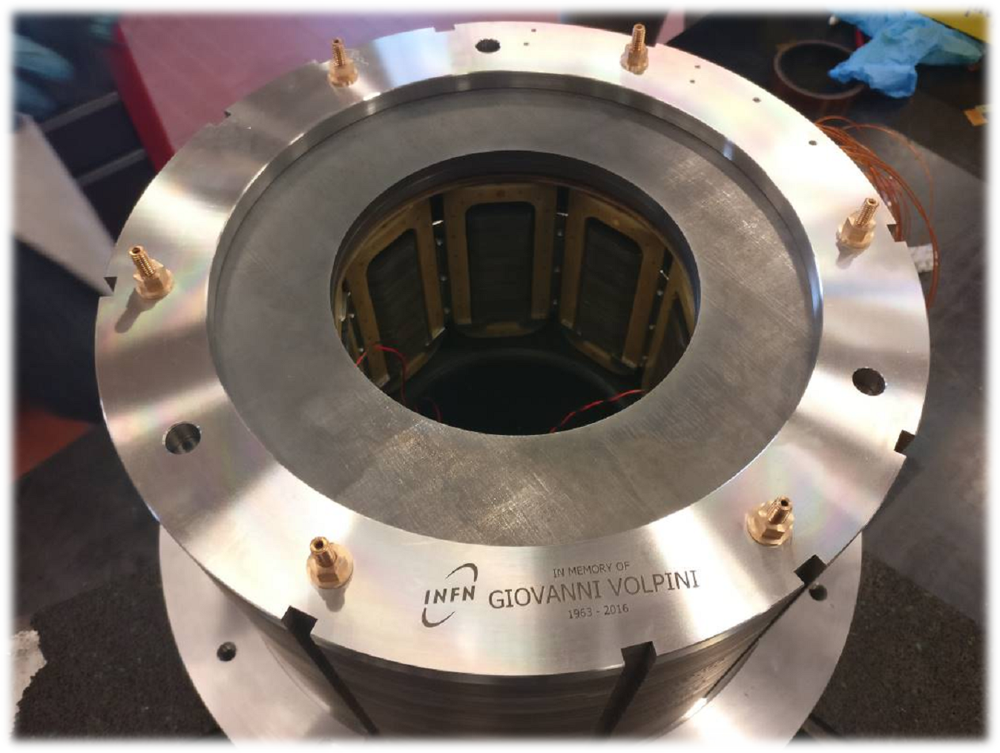 INFN
IN MEMORY OF
GIOVANNI VOLPINI
1963 - 2016